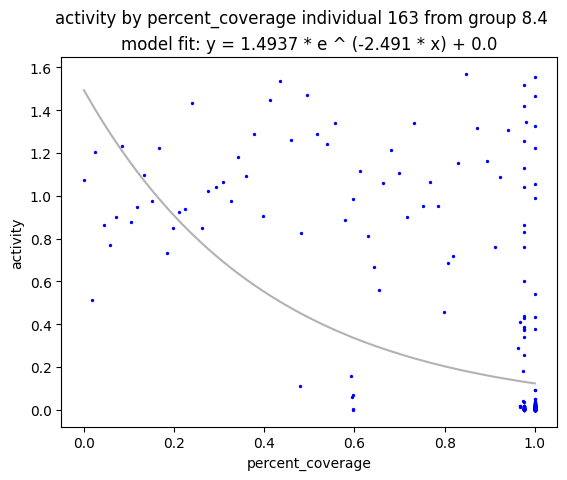 activity by percent_coverage individual 163 from group 8.4
model fit: y = 1.4937 * e ^ (-2.491 * x) + 0.0
1.6
1.4
1.2
1.0
0.8
0.6
0.4
0.2
0.0
activity
0.0 0.2 0.4 0.6 0.8 1.0
percent_coverage